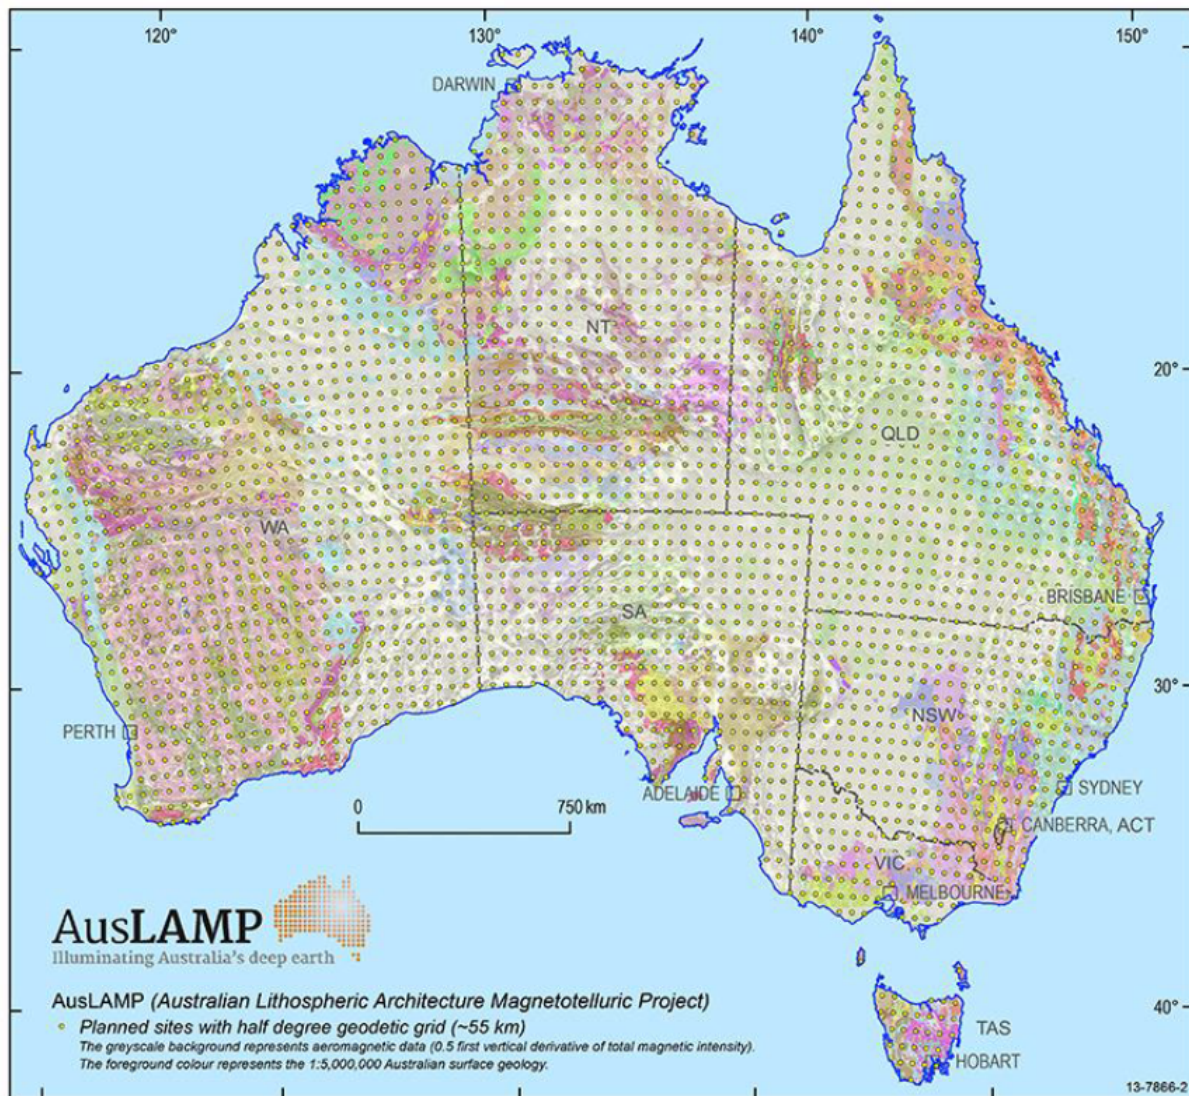 120° 130° 140° 150°
DARWIN
NT
20°
QLD
WA
BRISBANE
SA
30°
NSW
PERTH
SYDNEY
ADELAIDE
0 750 km
CANBERRA, ACT
VIC
MELBOURNE
AusLAMP
Illuminating Australia's deep earth
AusLAMP (Australian Lithospheric Architecture Magnetotelluric Project)
40°
Planned sites with half degree geodetic grid (~55 km)
TAS
The greyscale background represents aeromagnetic data (0.5 first vertical derivative of total magnetic intensity).
The foreground colour represents the 1:5,000,000 Australian surface geology.
HOBART
13-7866-2